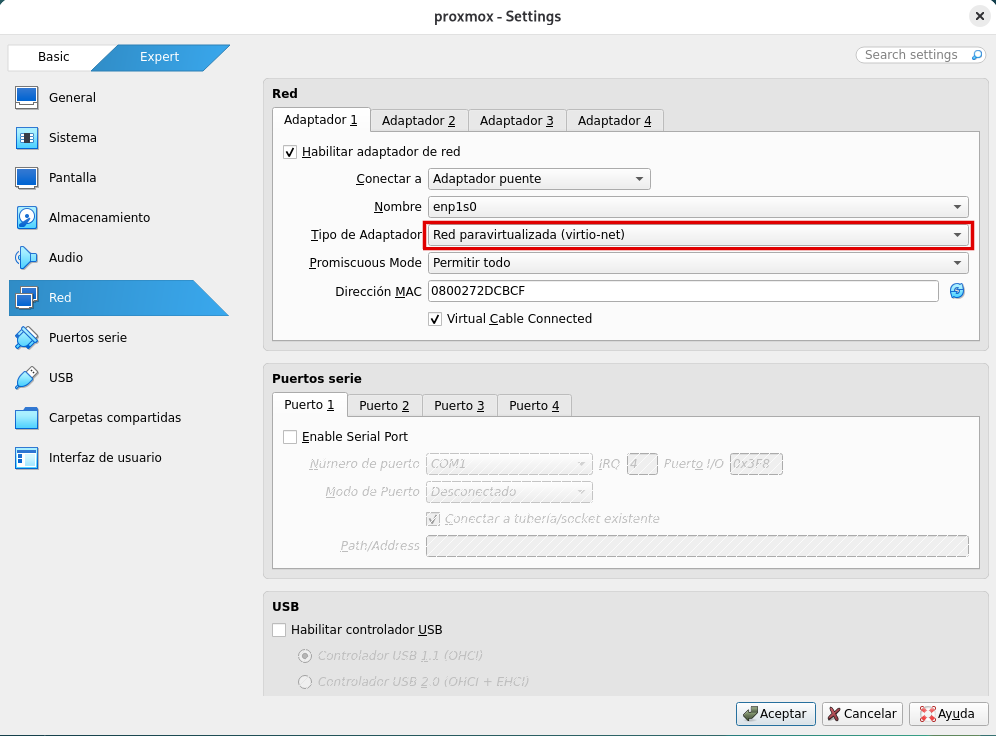 proxmox - Settings
Basic Expert Search settings
General
Sistema
Pantalla
Almacenamiento
Audio
Red
Puertos serie
USB
Carpetas compartidas
Interfaz de usuario
Red
Adaptador 1 Adaptador 2 Adaptador 3 Adaptador 4
Habilitar adaptador de red
Conectar a Adaptador puente
Nombre enp1s0
Tipo de Adaptador Red paravirtualizada (virtio-net)
Promiscuous Mode Permitir todo
Dirección MAC 0800272DCBCF
Virtual Cable Connected
Puertos serie
Puerto 1 Puerto 2 Puerto 3 Puerto 4
Enable Serial Port
Número de puerto COM1 IRQ 4 Puerto I/O 0x3F8
Modo de Puerto Desconectado
Conectar a tubería/socket existente
Path/Address
USB
Habilitar controlador USB
Controlador USB 1.1 (OHCI)
Controlador USB 2.0 (OHCI + EHCI)
Aceptar Cancelar Ayuda